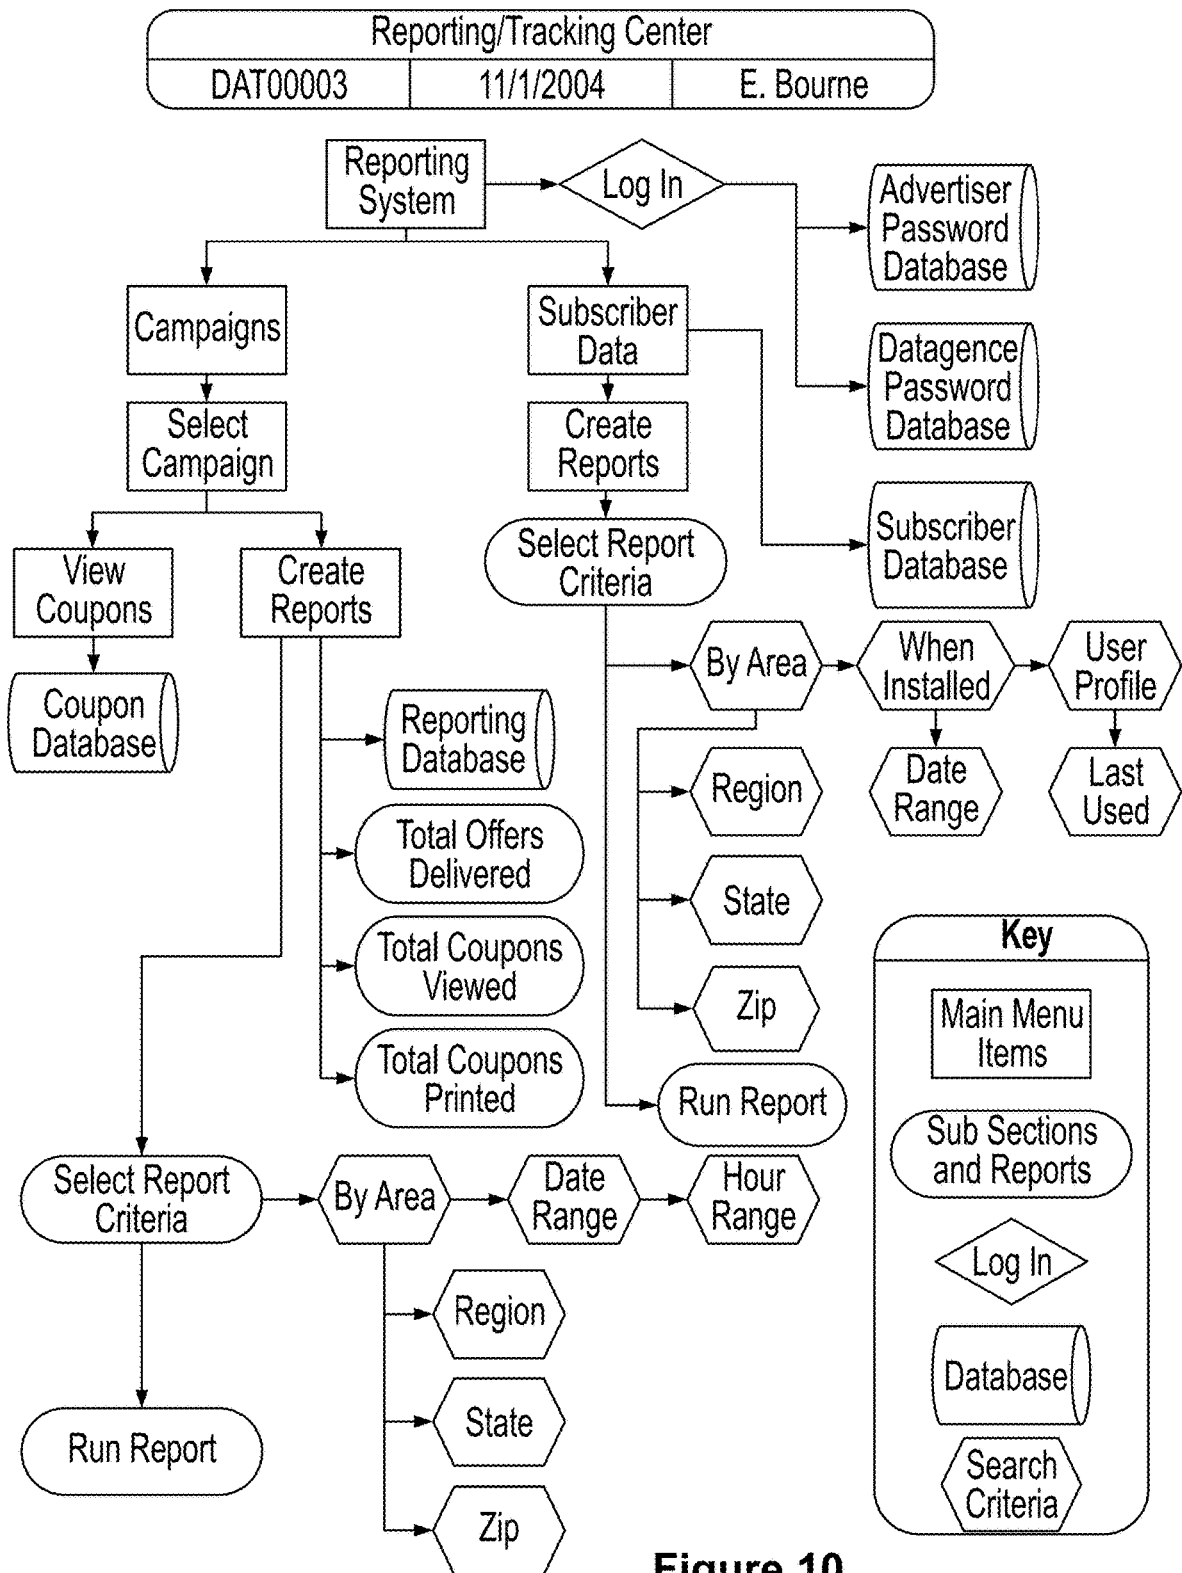 Reporting/Tracking Center
DAT00003
11/1/2004
E. Bourne
Reporting
System
Log In
Advertiser
Password
Database
Campaigns
Subscriber
Data
Datagence
Password
Database
Select
Campaign
Create
Reports
Select Report
Criteria
Subscriber
Database
View
Coupons
Create
Reports
By Area
When
Installed
User
Profile
Coupon
Database
Reporting
Database
Region
Date
Range
Last
Used
Total Offers
Delivered
State
Total Coupons
Viewed
Zip
Total Coupons
Printed
Run Report
Select Report
Criteria
By Area
Date
Range
Hour
Range
Region
State
Zip
Run Report
Key
Main Menu
Items
Sub Sections
and Reports
Log In
Database
Search
Criteria
Figure 10